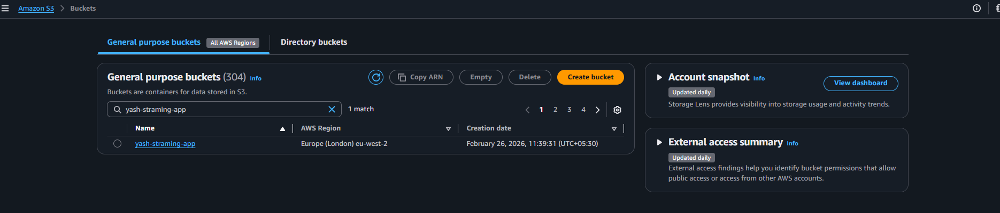 Amazon S3 > Buckets
General purpose buckets All AWS Regions Directory buckets
General purpose buckets (304) Info
Copy ARN Empty Delete Create bucket
Buckets are containers for data stored in S3.
yash-straming-app 1 match 1 2 3 4
Name AWS Region Creation date
yash-straming-app Europe (London) eu-west-2 February 26, 2026, 11:39:31 (UTC+05:30)
Account snapshot Info
View dashboard
Updated daily
Storage Lens provides visibility into storage usage and activity trends.
External access summary Info
Updated daily
External access findings help you identify bucket permissions that allow
public access or access from other AWS accounts.